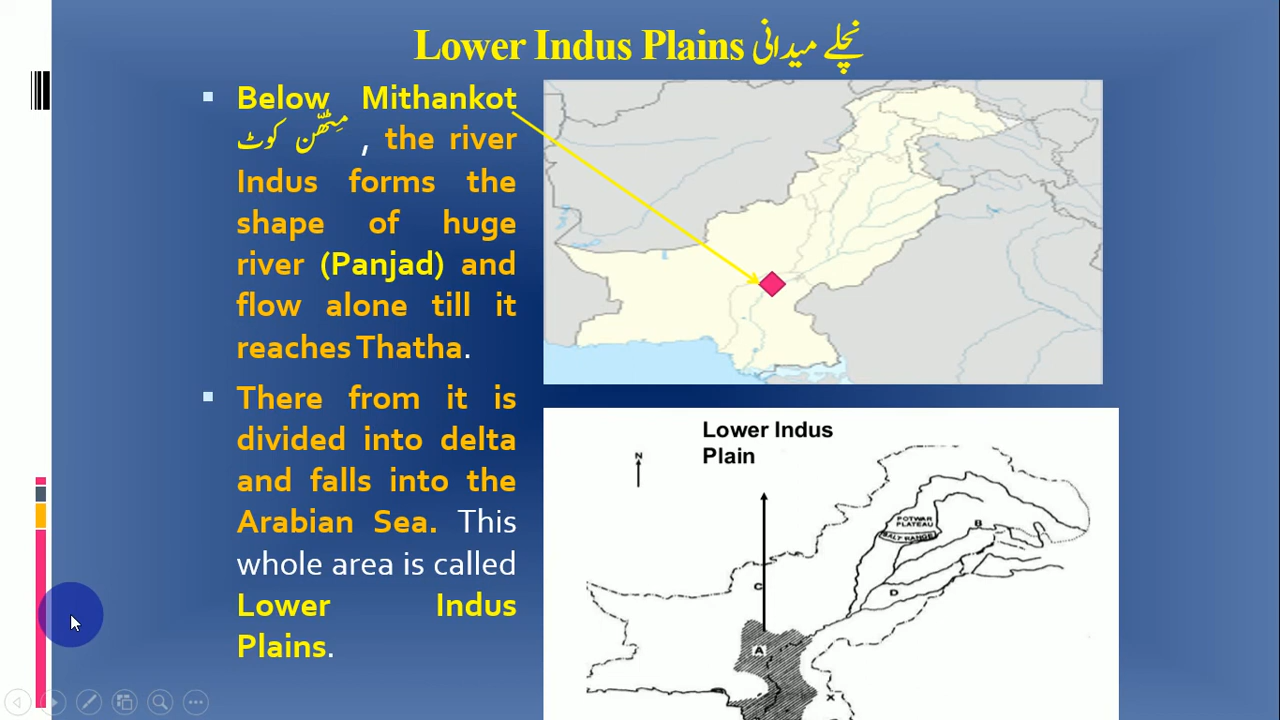 Lower Indus Plains نچلے میدانی
Below Mithankot
مِٹھّن کوٹ , the river
Indus forms the
shape of huge
river (Panjad) and
flow alone till it
reaches Thatha.
There from it is
divided into delta
and falls into the
Arabian Sea. This
whole area is called
Lower Indus
Plains.
Lower Indus
Plain
N
POTWAR
PLATEAU
SALT RANGE
B
C
D
A
X